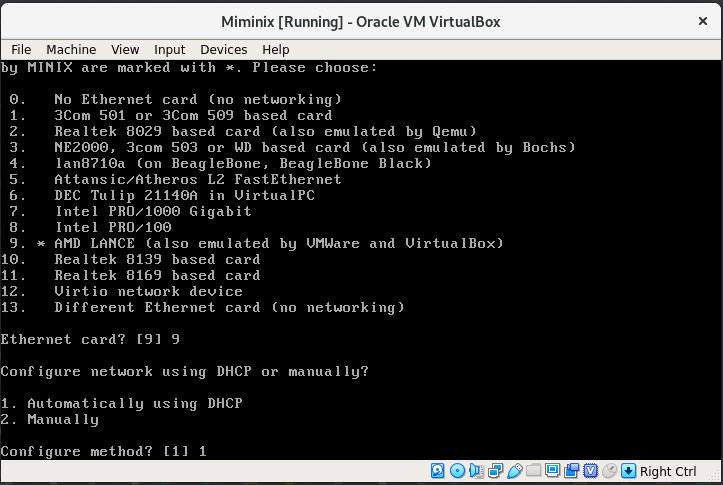 Miminix [Running] - Oracle VM VirtualBox
File Machine View Input Devices Help
by MINIX are marked with *. Please choose:
0. No Ethernet card (no networking)
1. 3Com 501 or 3Com 509 based card
2. Realtek 8029 based card (also emulated by Qemu)
3. NE2000, 3com 503 or WD based card (also emulated by Bochs)
4. lan8710a (on BeagleBone, BeagleBone Black)
5. Attansic/Atheros L2 FastEthernet
6. DEC Tulip 21140A in VirtualPC
7. Intel PRO/1000 Gigabit
8. Intel PRO/100
9. * AMD LANCE (also emulated by VMWare and VirtualBox)
10. Realtek 8139 based card
11. Realtek 8169 based card
12. Virtio network device
13. Different Ethernet card (no networking)
Ethernet card? [9] 9
Configure network using DHCP or manually?
1. Automatically using DHCP
2. Manually
Configure method? [1] 1
Right Ctrl